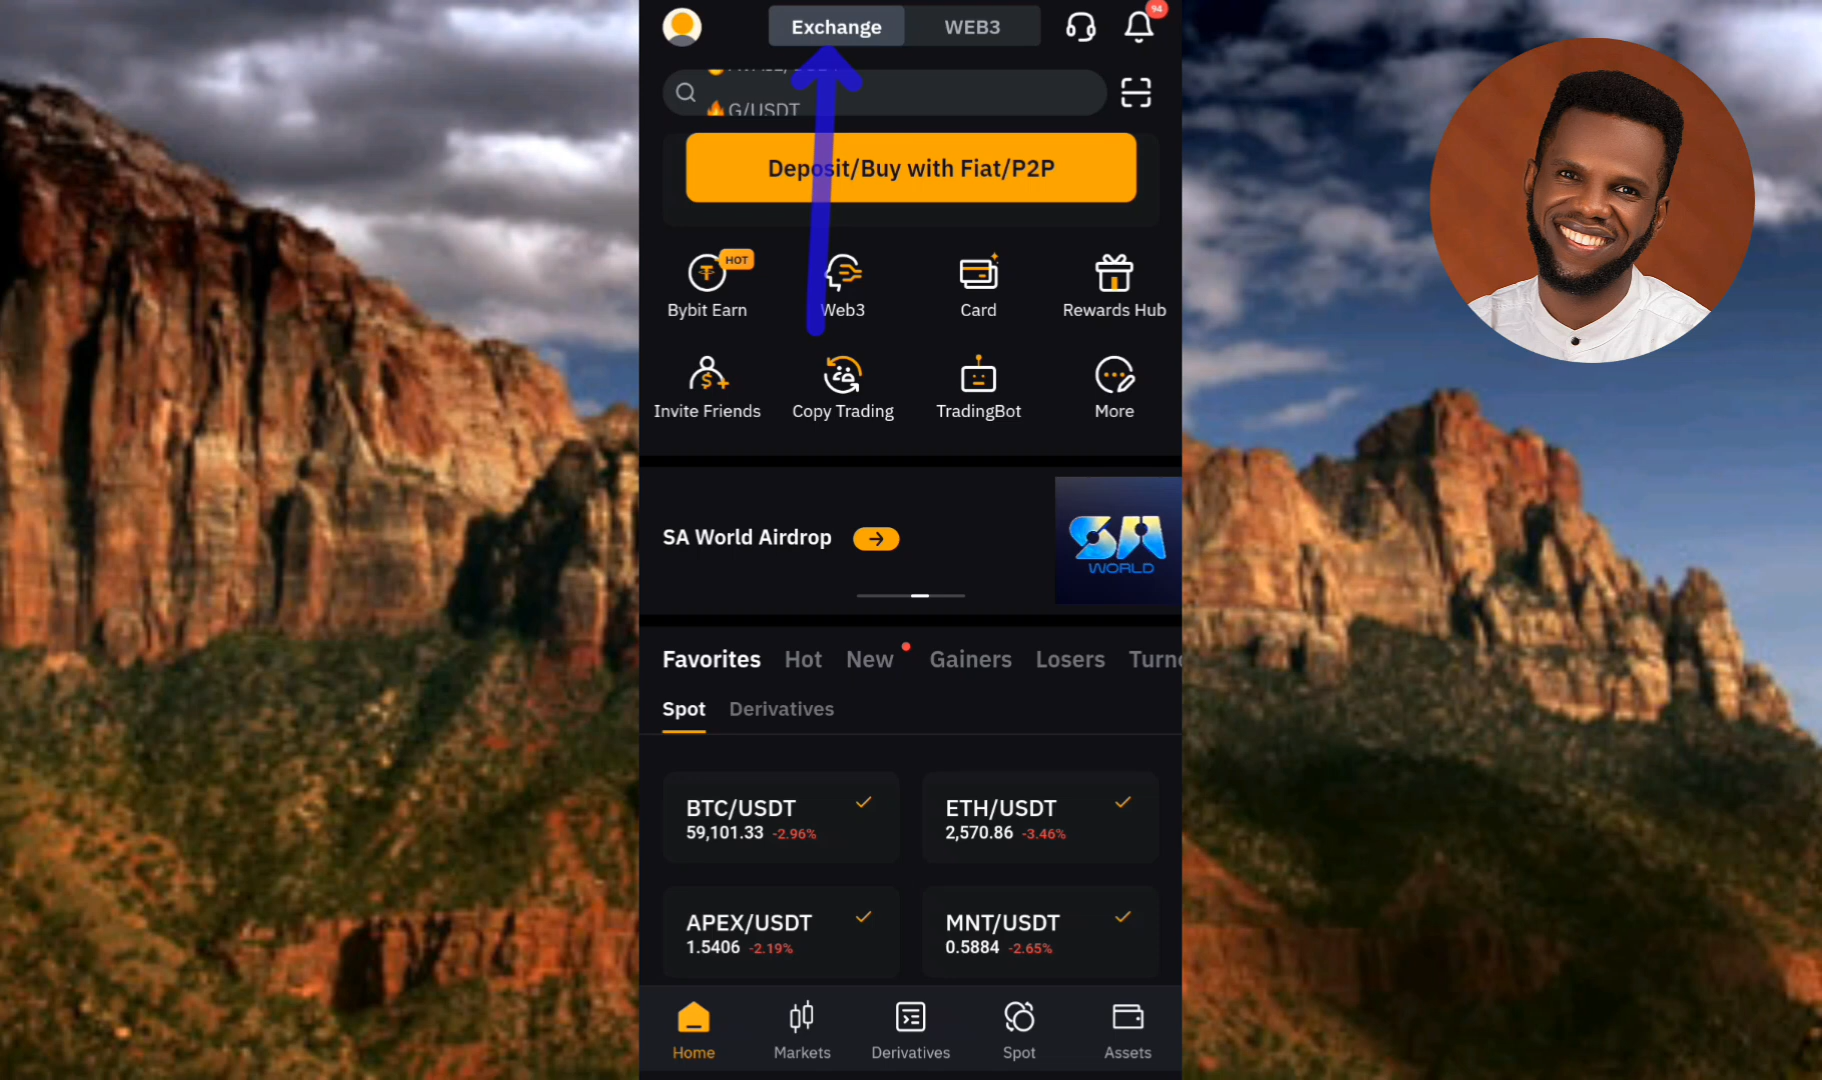 Exchange
WEB3
94
G/USDT
Deposit/Buy with Fiat/P2P
HOT
Bybit Earn
Web3
Card
Rewards Hub
Invite Friends
Copy Trading
TradingBot
More
SA World Airdrop
SA
WORLD
Favorites
Hot
New
Gainers
Losers
Spot
Derivatives
BTC/USDT
59,101.33 -2.96%
ETH/USDT
2,570.86 -3.46%
APEX/USDT
1.5406 -2.19%
MNT/USDT
0.5884 -2.65%
Home
Markets
Derivatives
Spot
Assets